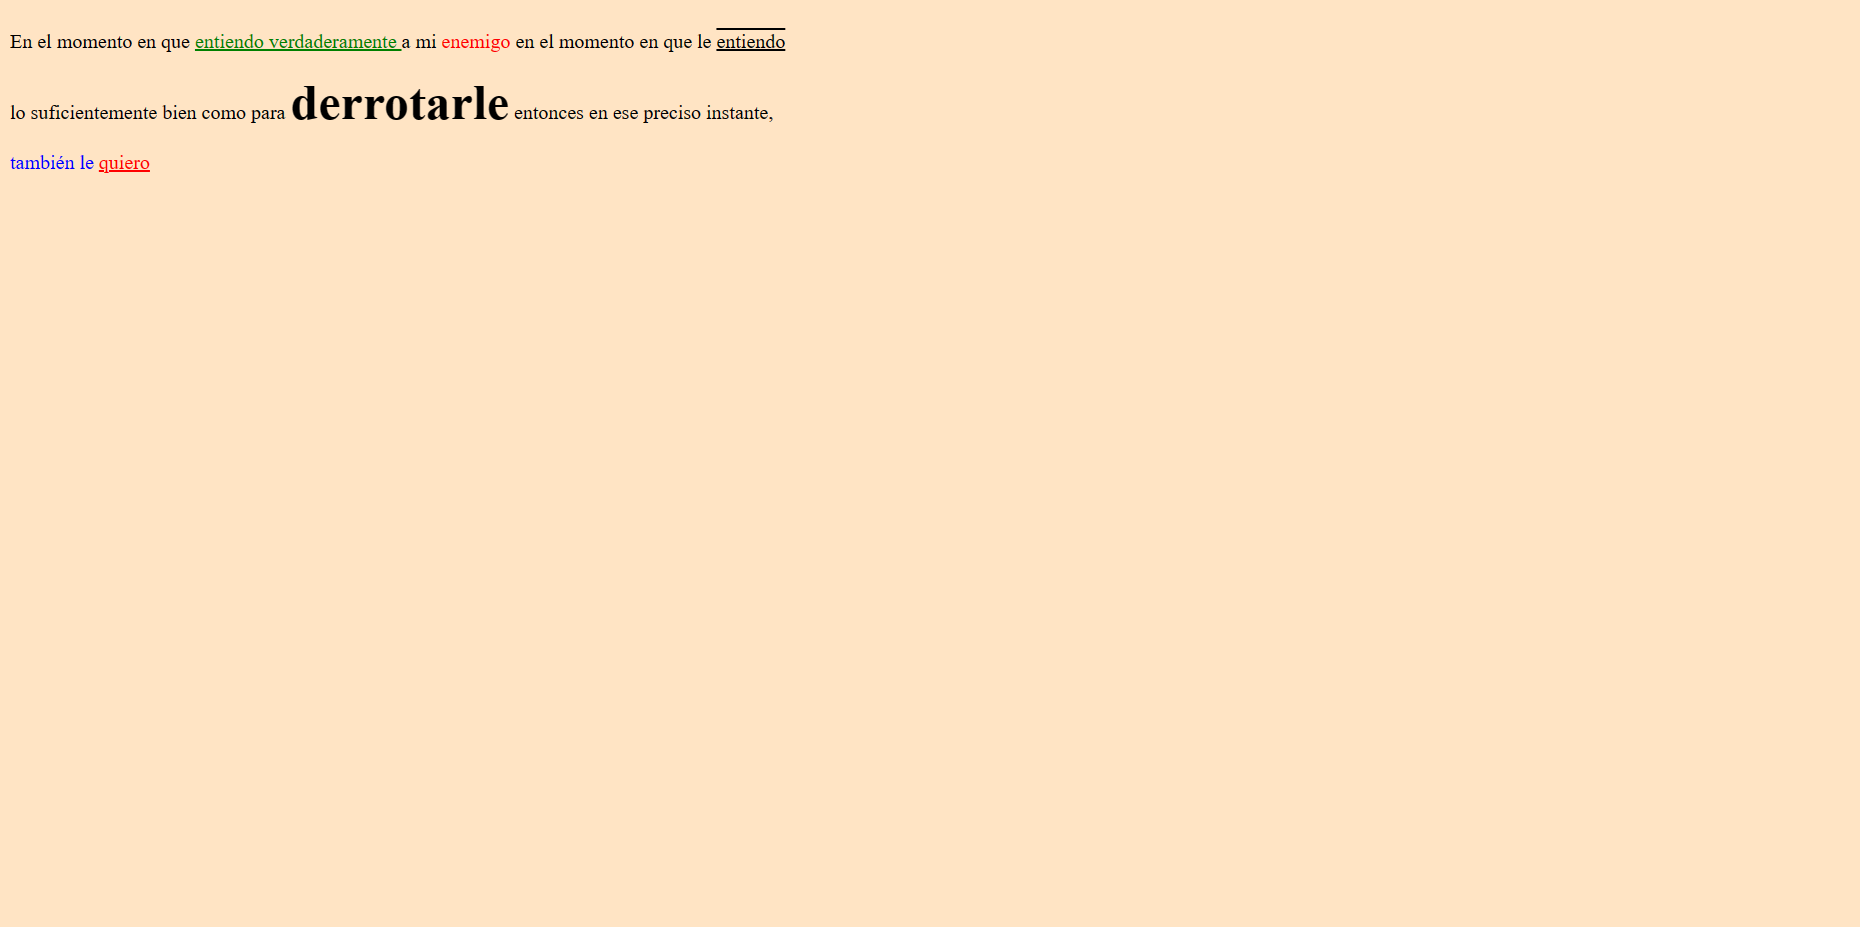 En el momento en que entiendo verdaderamente a mi enemigo en el momento en que le entiendo
lo suficientemente bien como para derrotarle entonces en ese preciso instante,
también le quiero